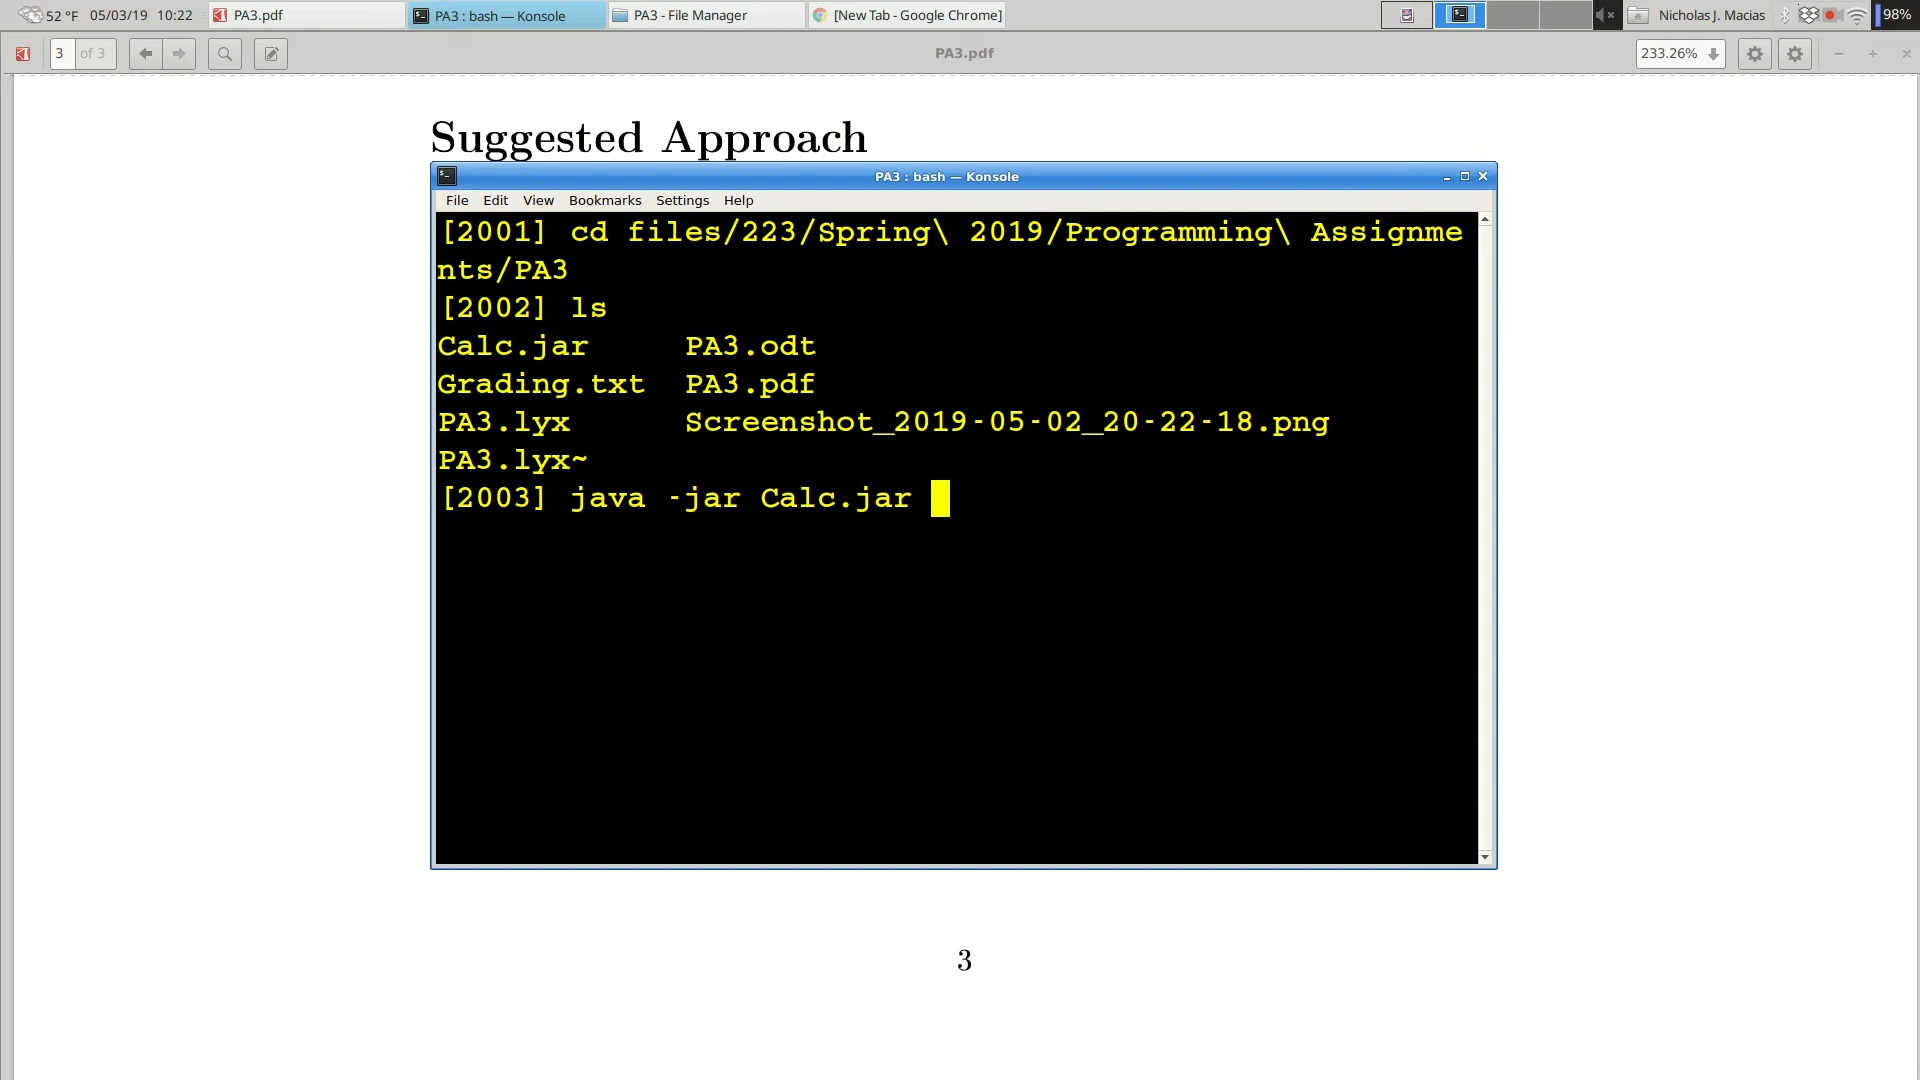 52 °F 05/03/19 10:22 PA3.pdf PA3 : bash — Konsole PA3 - File Manager [New Tab - Google Chrome] Nicholas J. Macias 98%
3 of 3 PA3.pdf 233.26%
Suggested Approach
PA3 : bash — Konsole
File Edit View Bookmarks Settings Help
[2001] cd files/223/Spring\ 2019/Programming\ Assignme
nts/PA3
[2002] ls
Calc.jar PA3.odt
Grading.txt PA3.pdf
PA3.lyx Screenshot_2019-05-02_20-22-18.png
PA3.lyx~
[2003] java -jar Calc.jar
3